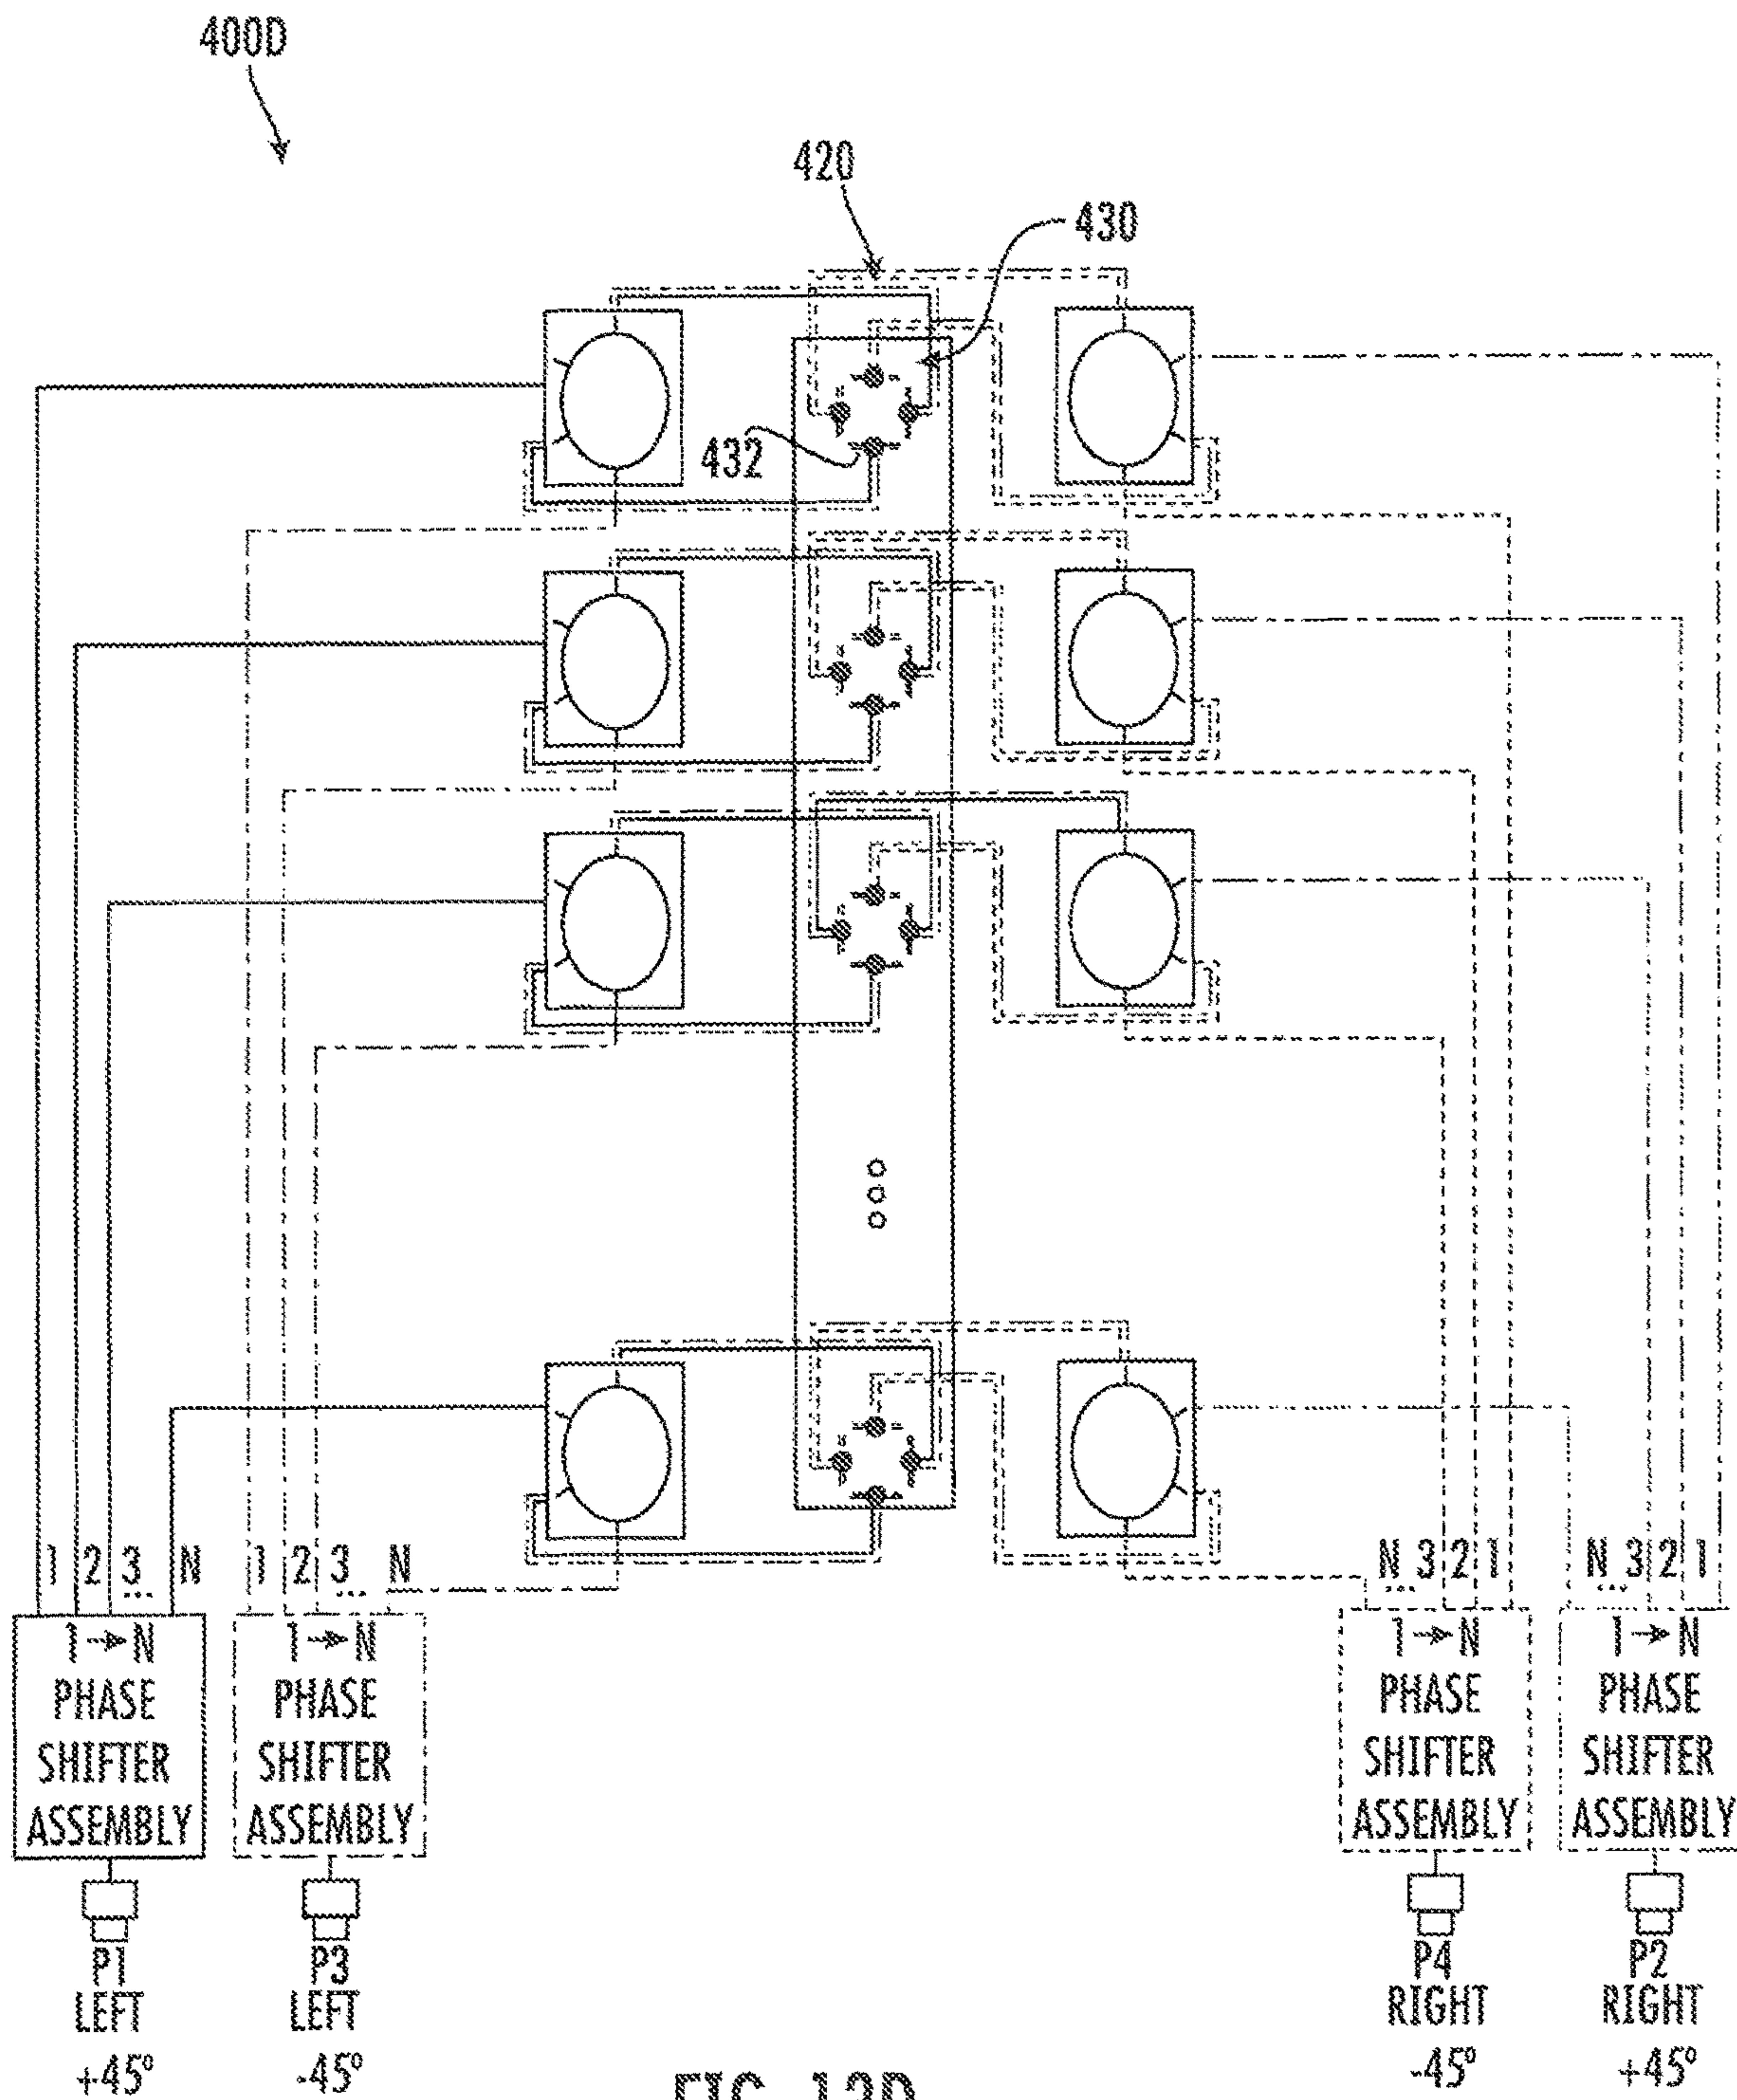 400D
420
430
432
1 2 3 ... N
1 2 3 ... N
N ... 3 2 1
N ... 3 2 1
1→N
PHASE
SHIFTER
ASSEMBLY
1→N
PHASE
SHIFTER
ASSEMBLY
1→N
PHASE
SHIFTER
ASSEMBLY
1→N
PHASE
SHIFTER
ASSEMBLY
P1
LEFT
+45°
P3
LEFT
-45°
P4
RIGHT
-45°
P2
RIGHT
+45°